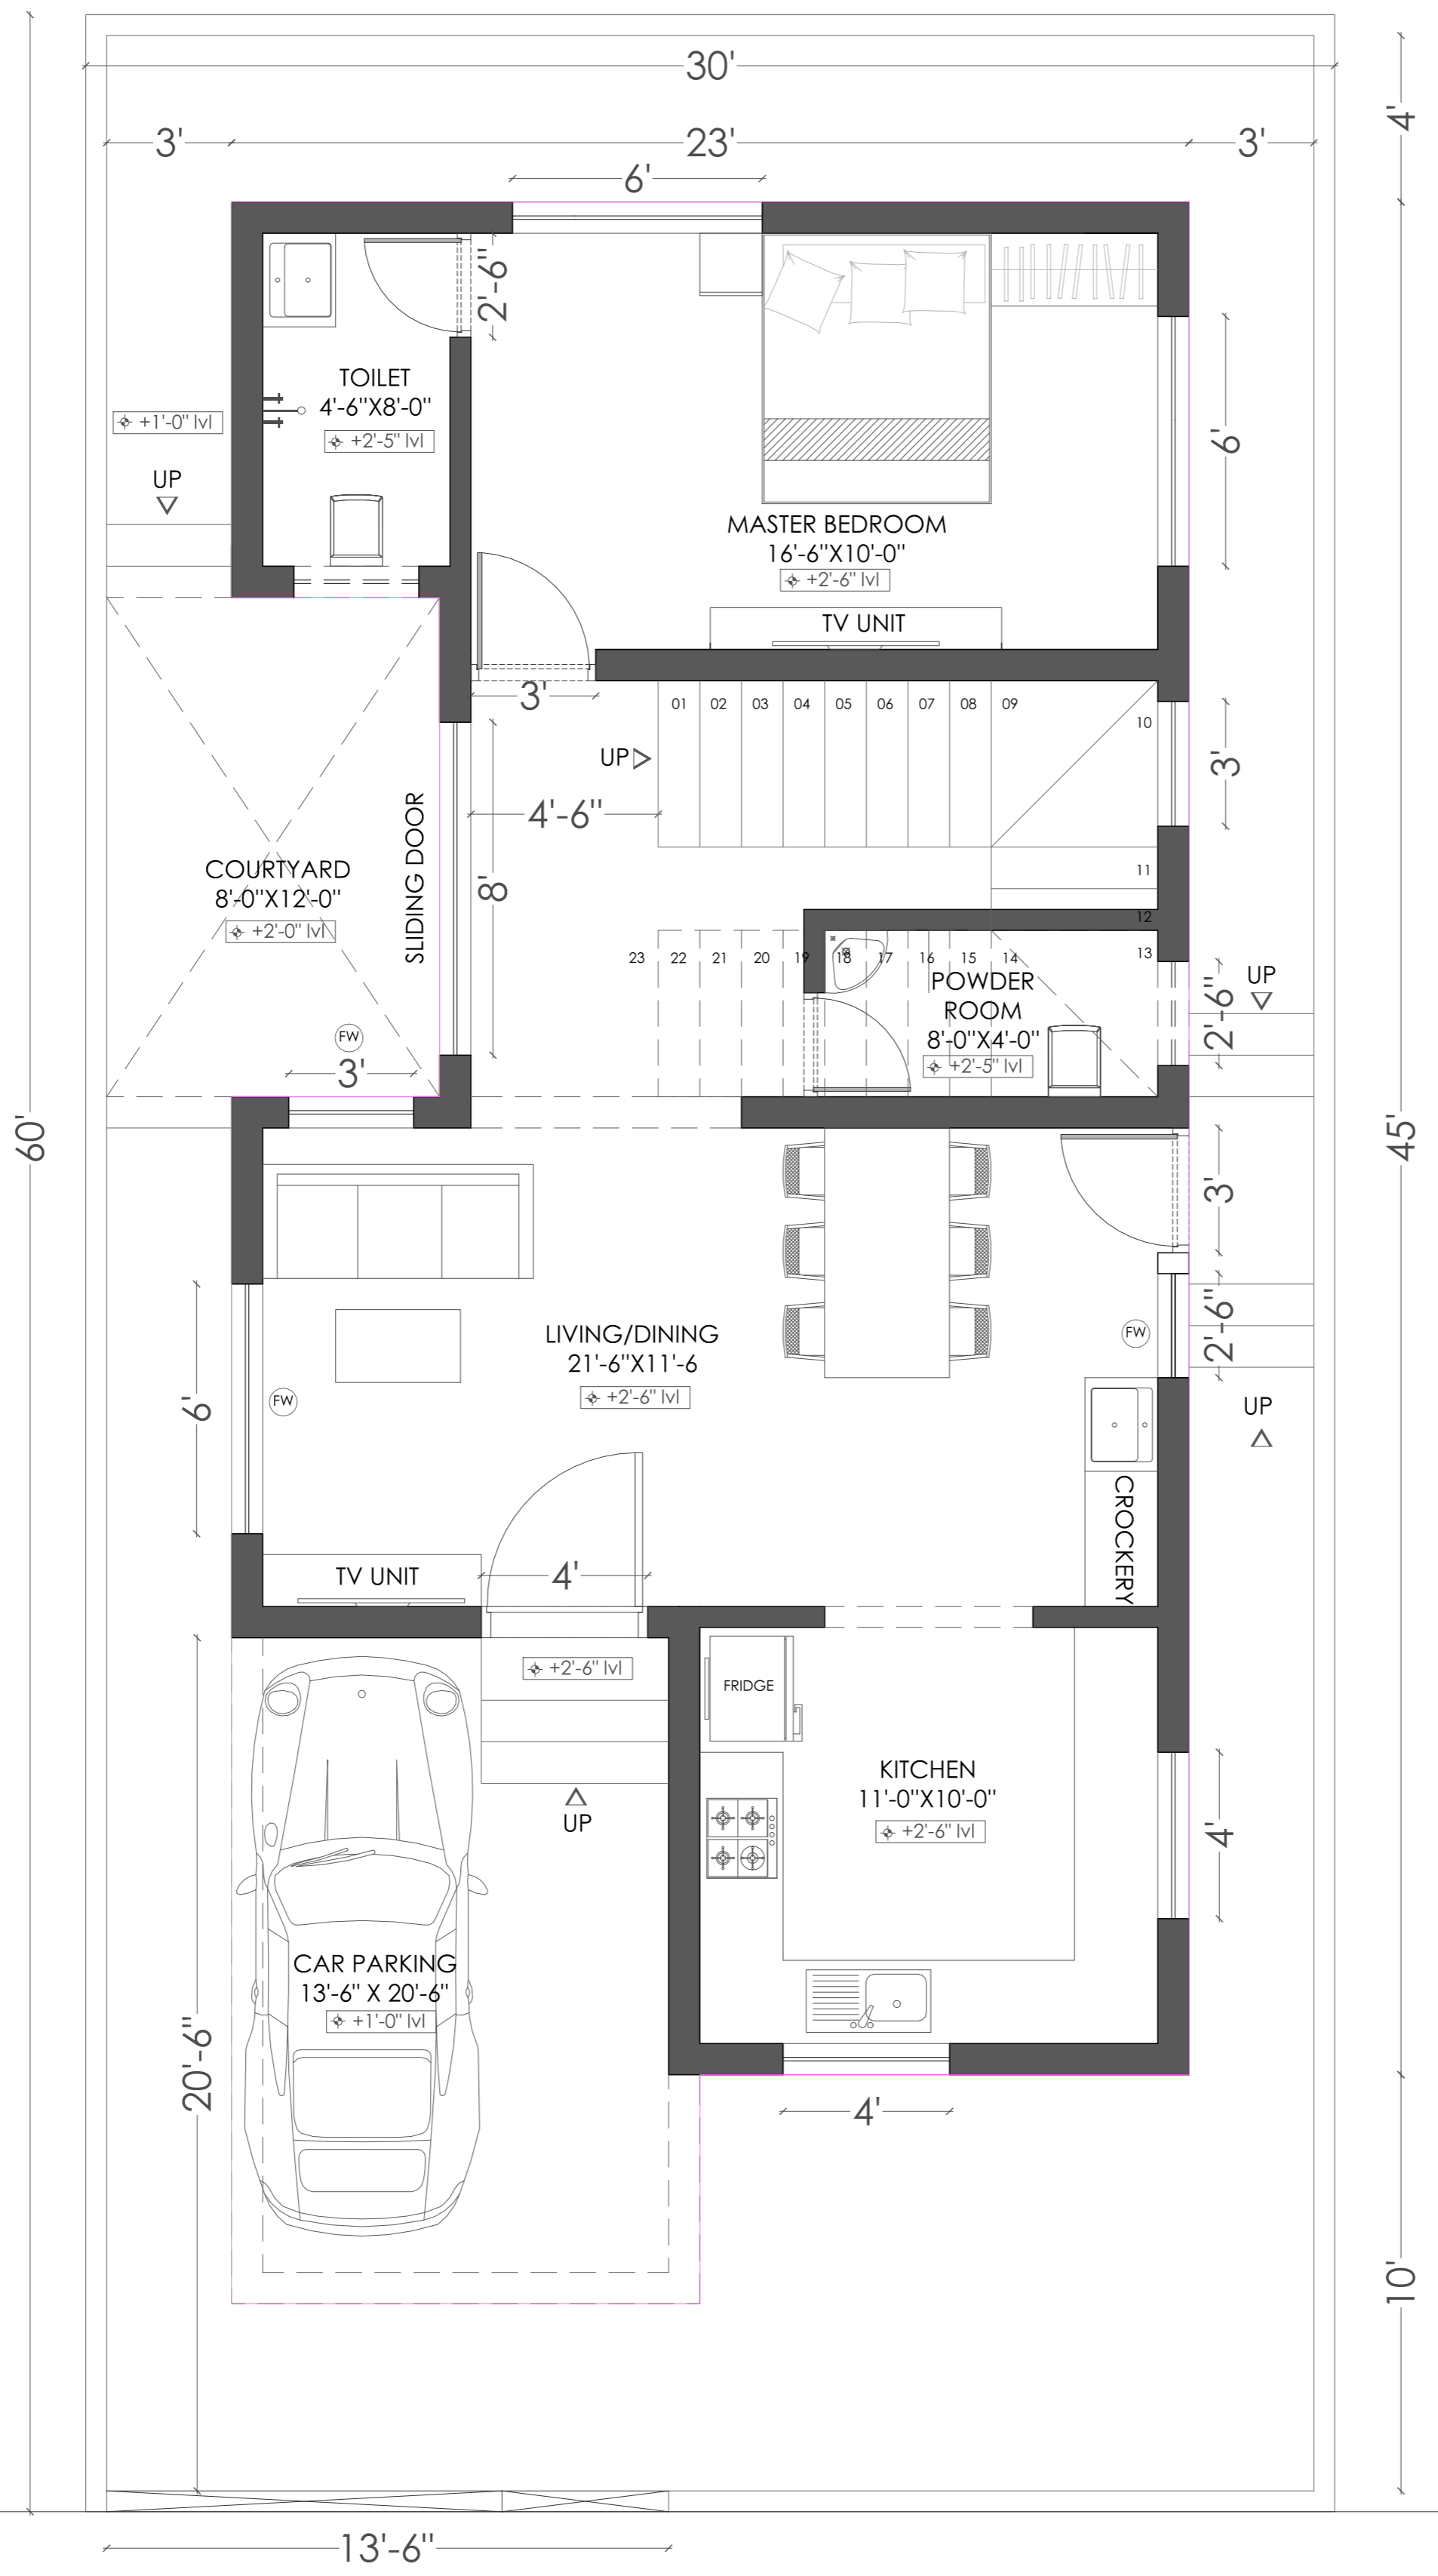 30'
4'
3'
23'
3'
6'
2'-6"
TOILET
4'-6"X8'-0"
+2'-5" lvl
+1'-0" lvl
UP
6'
MASTER BEDROOM
16'-6"X10'-0"
+2'-6" lvl
TV UNIT
3'
01 02 03 04 05 06 07 08 09
10
UP
3'
4'-6"
SLIDING DOOR
COURTYARD
8'-0"X12'-0"
+2'-0" lvl
8'
11
12
13
23 22 21 20 19 18 17 16 15 14
POWDER
ROOM
8'-0"X4'-0"
+2'-5" lvl
2'-6"
UP
FW
3'
60'
45'
3'
LIVING/DINING
21'-6"X11'-6
+2'-6" lvl
FW
2'-6"
FW
6'
UP
CROCKERY
TV UNIT
4'
+2'-6" lvl
FRIDGE
UP
KITCHEN
11'-0"X10'-0"
+2'-6" lvl
4'
CAR PARKING
13'-6" X 20'-6"
+1'-0" lvl
20'-6"
4'
10'
13'-6"